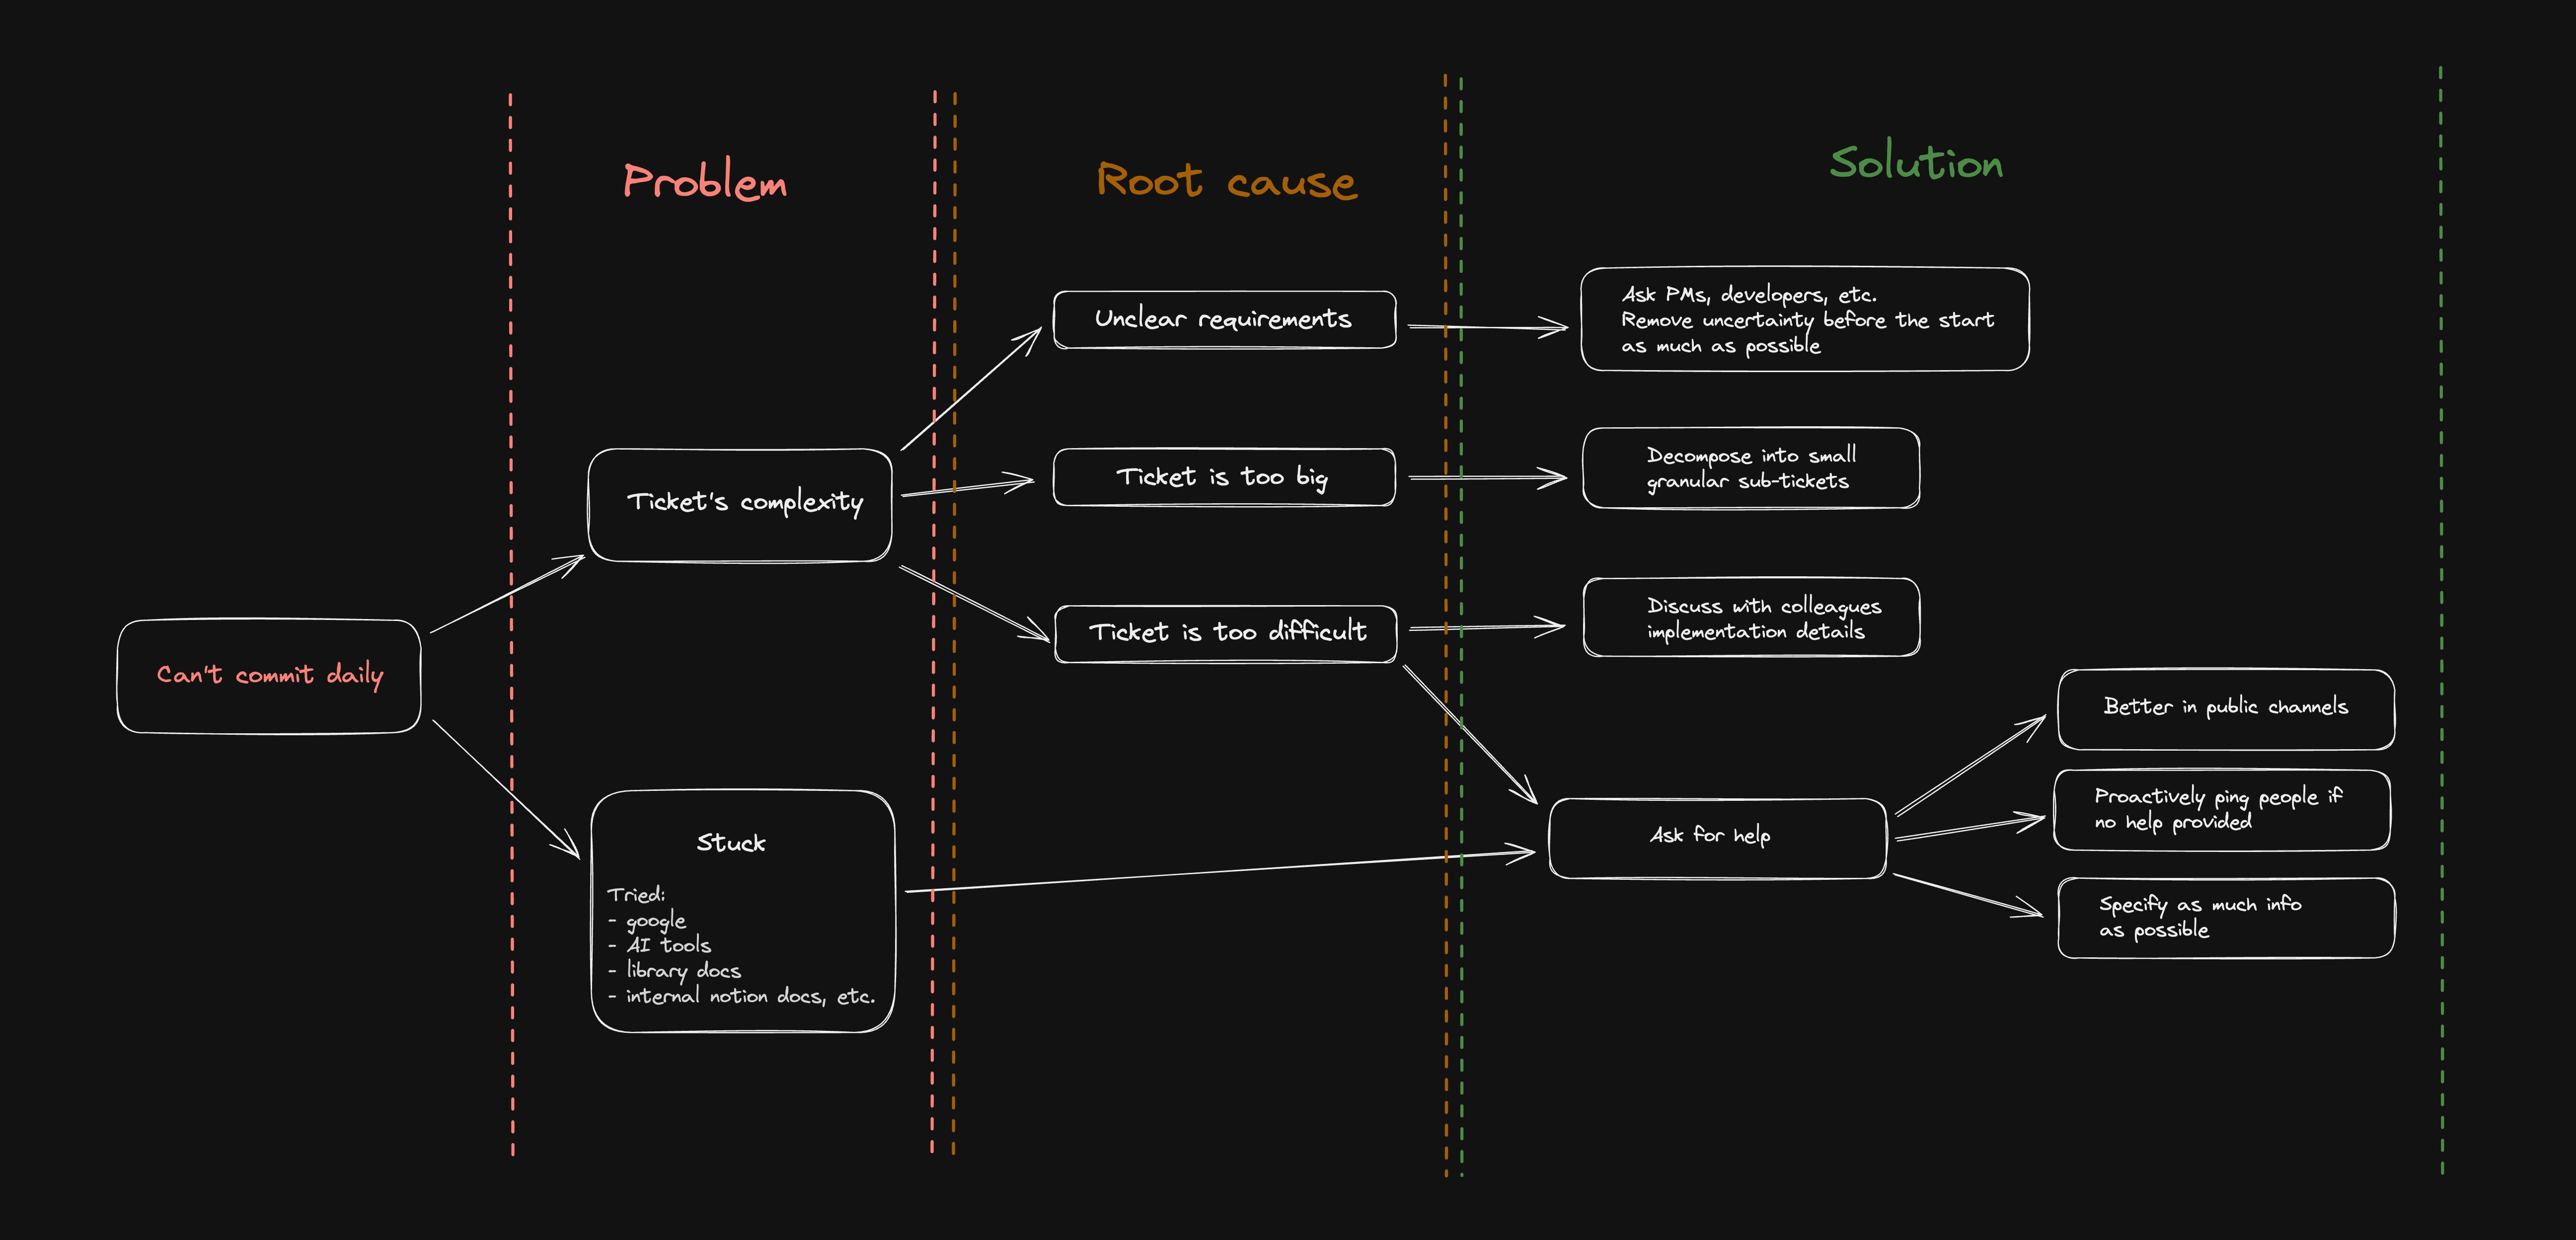 Problem
Root cause
Solution
Can't commit daily
Ticket's complexity
Stuck
Tried:
- google
- AI tools
- library docs
- internal notion docs, etc.
Unclear requirements
Ticket is too big
Ticket is too difficult
Ask PMs, developers, etc.
Remove uncertainty before the start
as much as possible
Decompose into small
granular sub-tickets
Discuss with colleagues
implementation details
Ask for help
Better in public channels
Proactively ping people if
no help provided
Specify as much info
as possible